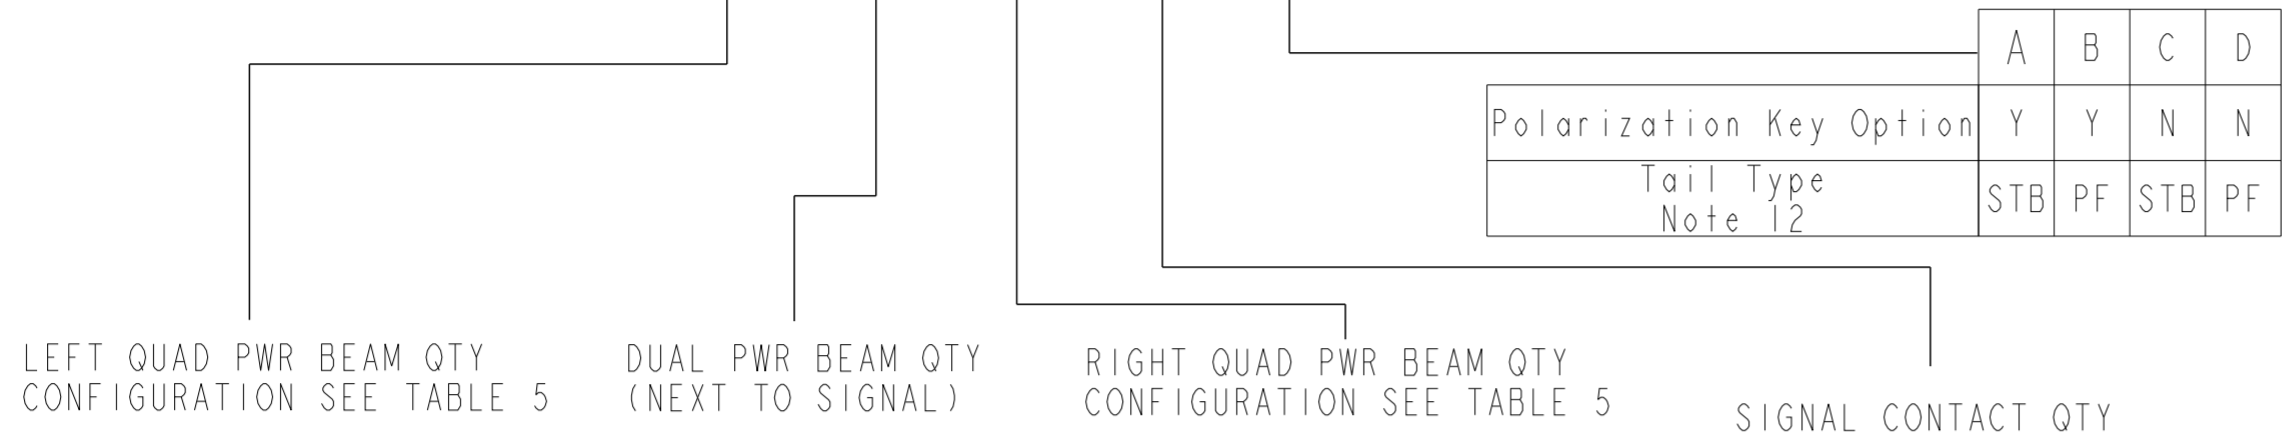 A B C D
Polarization Key Option Y Y N N
Tail Type
Note 12
STB PF STB PF
LEFT QUAD PWR BEAM QTY
CONFIGURATION SEE TABLE 5
DUAL PWR BEAM QTY
(NEXT TO SIGNAL)
RIGHT QUAD PWR BEAM QTY
CONFIGURATION SEE TABLE 5
SIGNAL CONTACT QTY